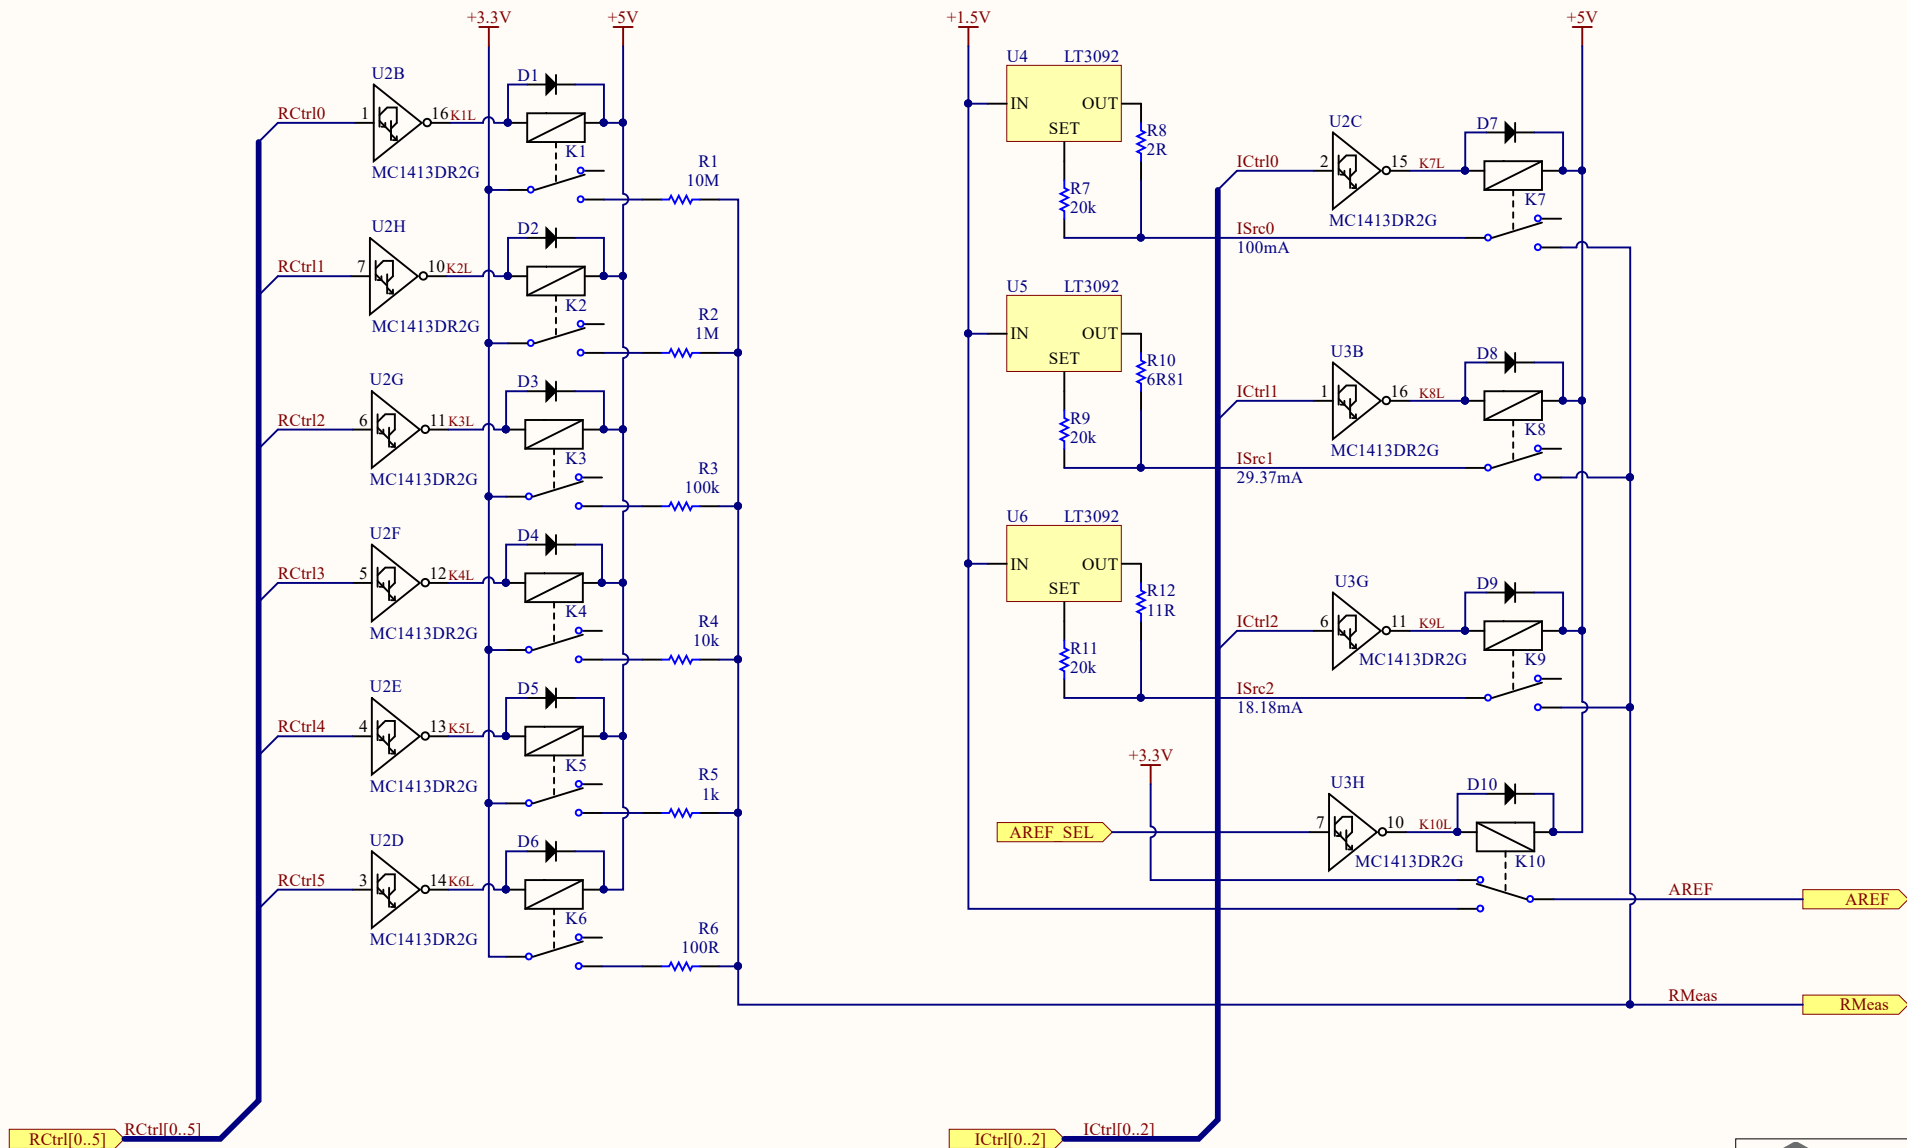 +3.3V
+5V
U2B
D1
RCtrl0
1
16
K1L
MC1413DR2G
K1
R1
10M
U2H
D2
RCtrl1
7
10
K2L
MC1413DR2G
K2
R2
1M
U2G
D3
RCtrl2
6
11
K3L
MC1413DR2G
K3
R3
100k
U2F
D4
RCtrl3
5
12
K4L
MC1413DR2G
K4
R4
10k
U2E
D5
RCtrl4
4
13
K5L
MC1413DR2G
K5
R5
1k
U2D
D6
RCtrl5
3
14
K6L
MC1413DR2G
K6
R6
100R
RCtrl[0..5]
RCtrl[0..5]
+1.5V
+5V
U4
LT3092
IN
OUT
SET
R8
2R
R7
20k
ICtrl0
U2C
2
15
K7L
D7
MC1413DR2G
K7
ISrc0
100mA
U5
LT3092
IN
OUT
SET
R10
6R81
R9
20k
ICtrl1
U3B
1
16
K8L
D8
MC1413DR2G
K8
ISrc1
29.37mA
U6
LT3092
IN
OUT
SET
R12
11R
R11
20k
ICtrl2
U3G
6
11
K9L
D9
MC1413DR2G
K9
ISrc2
18.18mA
+3.3V
AREF_SEL
U3H
7
10
K10L
D10
MC1413DR2G
K10
AREF
AREF
RMeas
RMeas
ICtrl[0..2]
ICtrl[0..2]